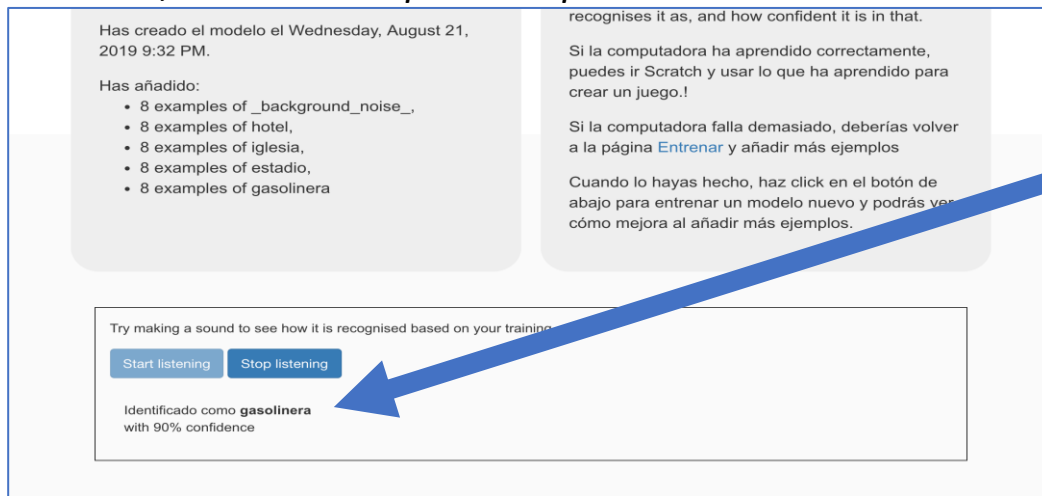 Has creado el modelo el Wednesday, August 21,
2019 9:32 PM.
Has añadido:
• 8 examples of _background_noise_,
• 8 examples of hotel,
• 8 examples of iglesia,
• 8 examples of estadio,
• 8 examples of gasolinera
recognises it as, and how confident it is in that.
Si la computadora ha aprendido correctamente,
puedes ir Scratch y usar lo que ha aprendido para
crear un juego.!
Si la computadora falla demasiado, deberías volver
a la página Entrenar y añadir más ejemplos
Cuando lo hayas hecho, haz click en el botón de
abajo para entrenar un modelo nuevo y podrás ver
cómo mejora al añadir más ejemplos.
Try making a sound to see how it is recognised based on your training
Start listening
Stop listening
Identificado como gasolinera
with 90% confidence